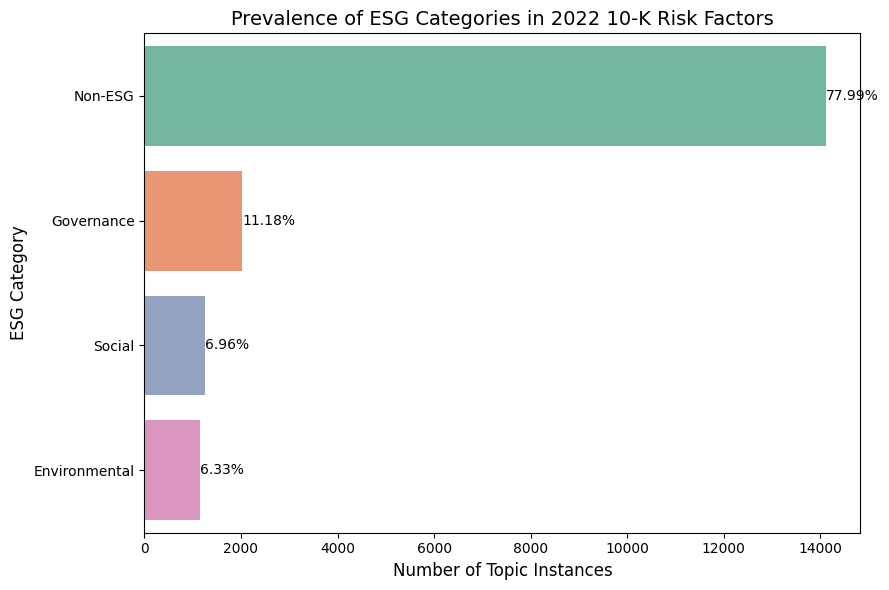 Prevalence of ESG Categories in 2022 10-K Risk Factors
ESG Category
Non-ESG
77.99%
Governance
11.18%
Social
6.96%
Environmental
6.33%
0 2000 4000 6000 8000 10000 12000 14000
Number of Topic Instances